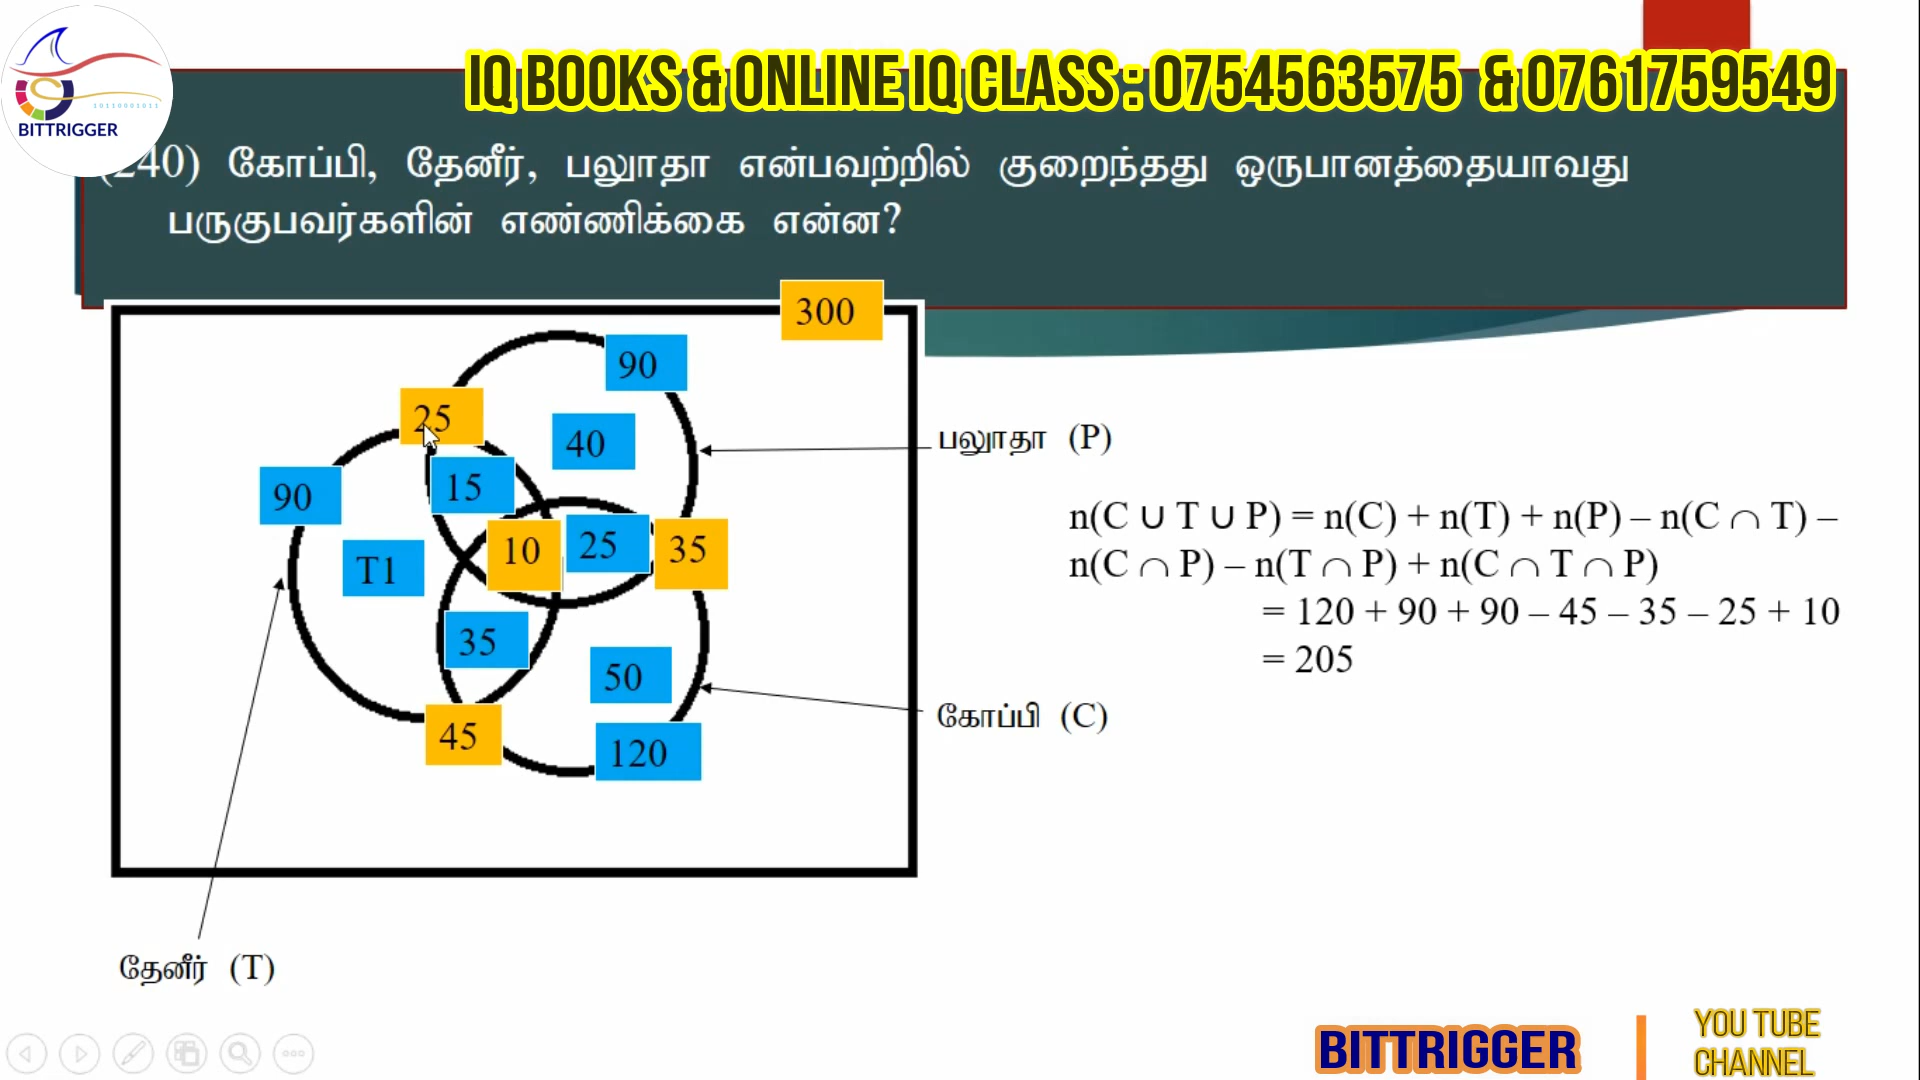 IQ BOOKS & ONLINE IQ CLASS : 0754563575 & 0761759549
10110001011
BITTRIGGER
(240) கோப்பி, தேனீர், பலூதா என்பவற்றில் குறைந்தது ஒருபானத்தையாவது
பருகுபவர்களின் எண்ணிக்கை என்ன?
300
90
25
40
பலூதா (P)
90
15
10
25
35
T1
35
50
45
120
n(C ∪ T ∪ P) = n(C) + n(T) + n(P) – n(C ∩ T) –
n(C ∩ P) – n(T ∩ P) + n(C ∩ T ∩ P)
= 120 + 90 + 90 – 45 – 35 – 25 + 10
= 205
கோப்பி (C)
தேனீர் (T)
BITTRIGGER
YOU TUBE
CHANNEL